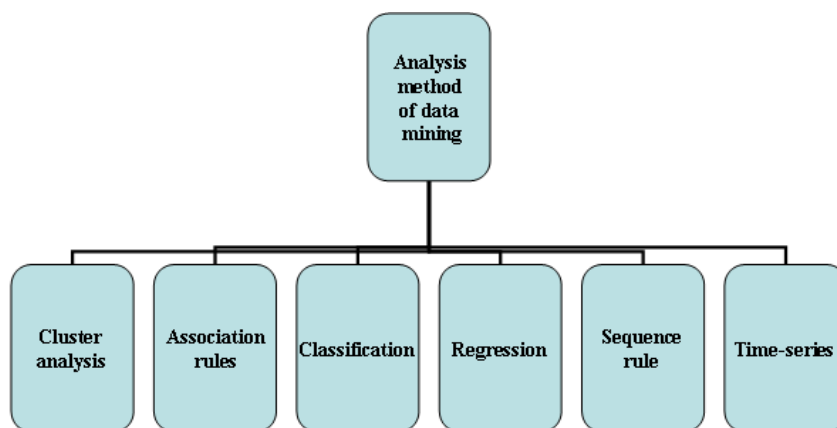 Analysis
method
of data
mining
Cluster
analysis
Association
rules
Classification
Regression
Sequence
rule
Time-series